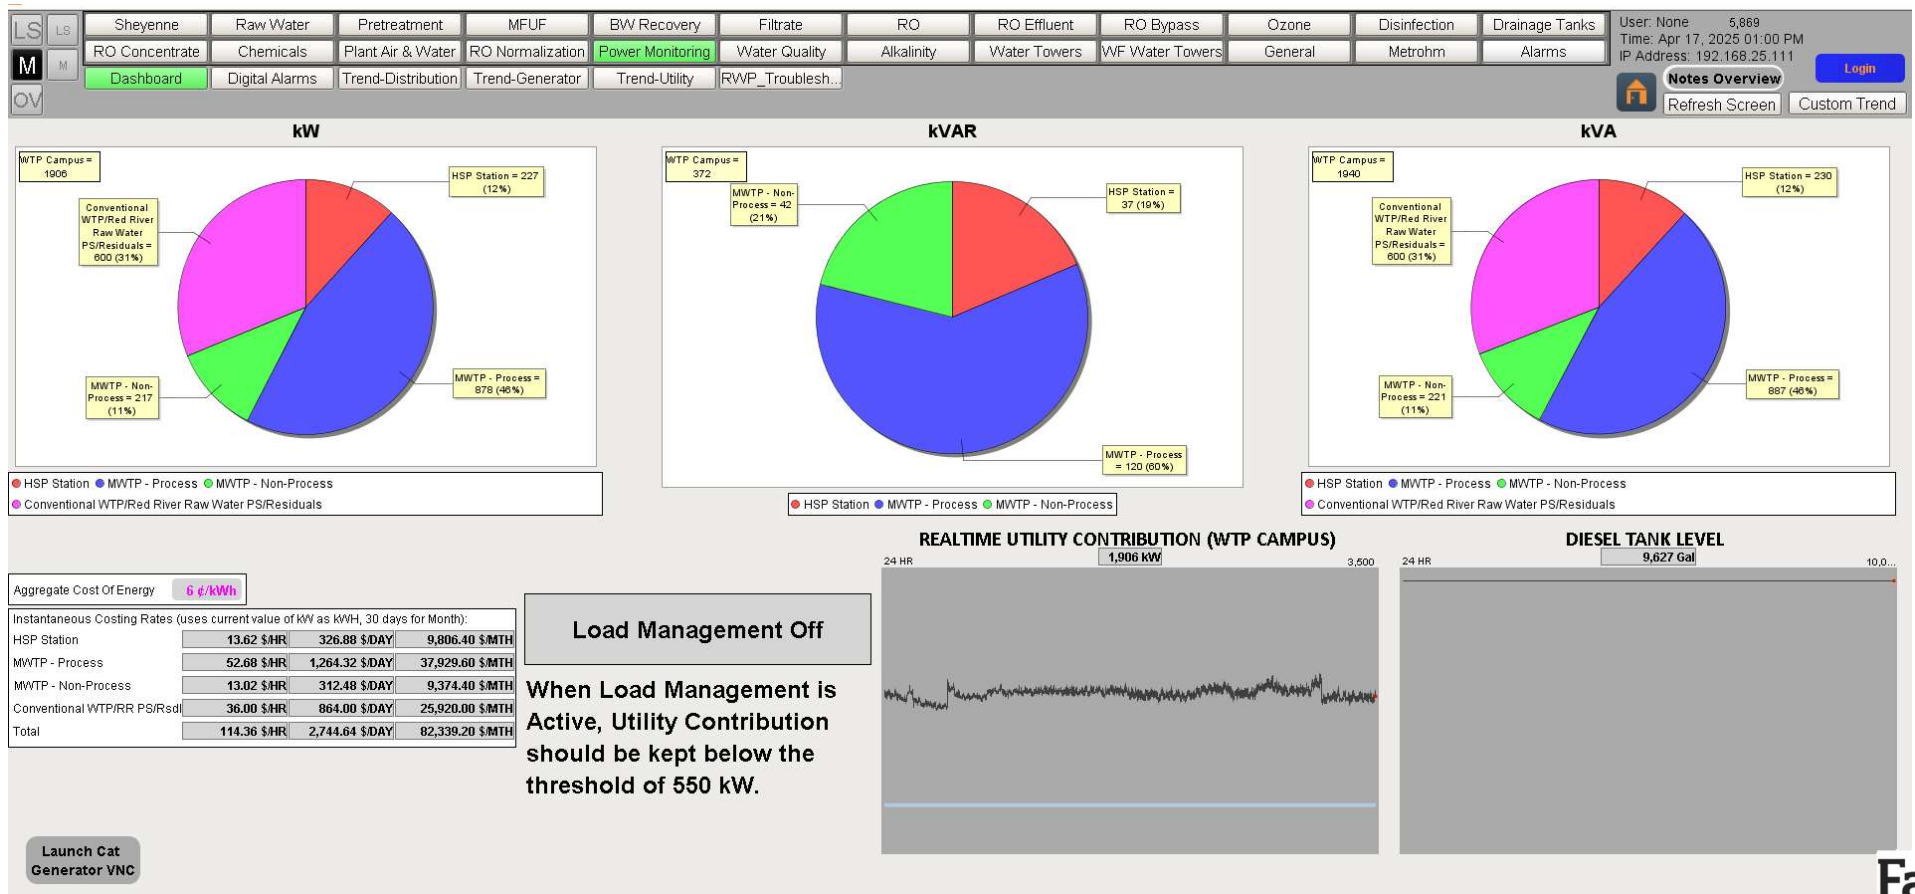 LS
LS
Sheyenne
Raw Water
Pretreatment
MFUF
BW Recovery
Filtrate
RO
RO Effluent
RO Bypass
Ozone
Disinfection
Drainage Tanks
User: None 5,869
Time: Apr 17, 2025 01:00 PM
IP Address: 192.168.25.111
M
M
RO Concentrate
Chemicals
Plant Air & Water
RO Normalization
Power Monitoring
Water Quality
Alkalinity
Water Towers
WF Water Towers
General
Metrohm
Alarms
Login
Dashboard
Digital Alarms
Trend-Distribution
Trend-Generator
Trend-Utility
RWP_Troublesh...
Notes Overview
OV
Refresh Screen
Custom Trend
kW
WTP Campus =
1906
HSP Station = 227
(12%)
Conventional
WTP/Red River
Raw Water
PS/Residuals =
600 (31%)
MWTP - Non-
Process = 217
(11%)
MWTP - Process =
878 (46%)
HSP Station MWTP - Process MWTP - Non-Process
Conventional WTP/Red River Raw Water PS/Residuals
kVAR
WTP Campus =
372
MWTP - Non-
Process = 42
(21%)
HSP Station =
37 (19%)
MWTP - Process
= 120 (60%)
HSP Station MWTP - Process MWTP - Non-Process
kVA
WTP Campus =
1940
HSP Station = 230
(12%)
Conventional
WTP/Red River
Raw Water
PS/Residuals =
600 (31%)
MWTP - Non-
Process = 221
(11%)
MWTP - Process =
887 (46%)
HSP Station MWTP - Process MWTP - Non-Process
Conventional WTP/Red River Raw Water PS/Residuals
Aggregate Cost Of Energy 6 ¢/kWh
Instantaneous Costing Rates (uses current value of kW as kWH, 30 days for Month):
HSP Station 13.62 $/HR 326.88 $/DAY 9,806.40 $/MTH
MWTP - Process 52.68 $/HR 1,264.32 $/DAY 37,929.60 $/MTH
MWTP - Non-Process 13.02 $/HR 312.48 $/DAY 9,374.40 $/MTH
Conventional WTP/RR PS/Rsdl 36.00 $/HR 864.00 $/DAY 25,920.00 $/MTH
Total 114.36 $/HR 2,744.64 $/DAY 82,339.20 $/MTH
Load Management Off
When Load Management is
Active, Utility Contribution
should be kept below the
threshold of 550 kW.
REALTIME UTILITY CONTRIBUTION (WTP CAMPUS)
24 HR 1,906 kW 3,500
DIESEL TANK LEVEL
24 HR 9,627 Gal 10,0...
Launch Cat
Generator VNC
Fa